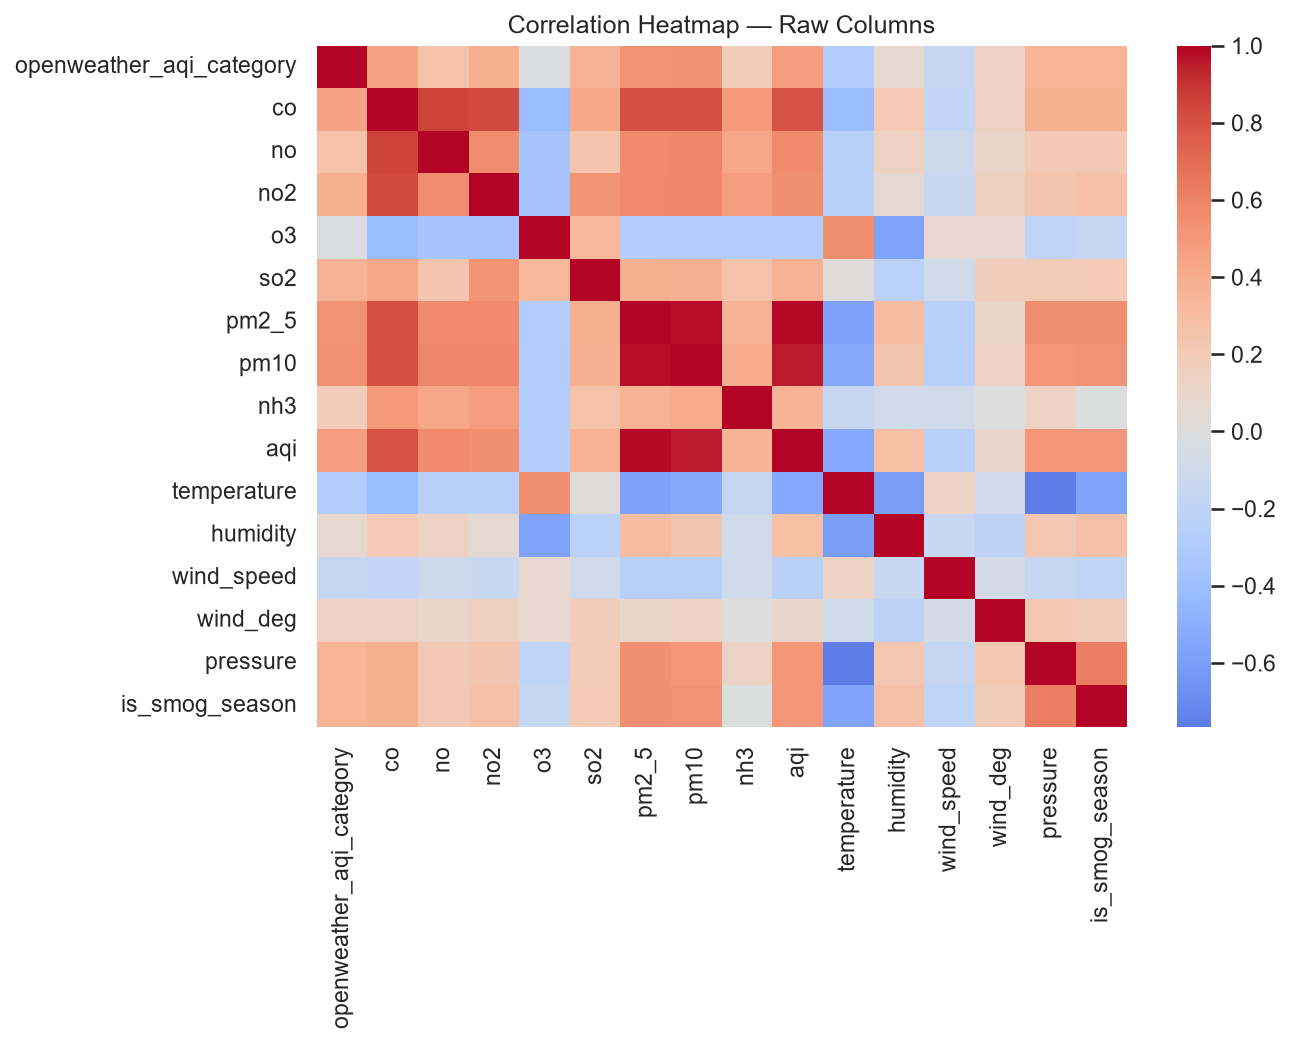 Correlation Heatmap — Raw Columns
openweather_aqi_category
co
no
no2
o3
so2
pm2_5
pm10
nh3
aqi
temperature
humidity
wind_speed
wind_deg
pressure
is_smog_season
openweather_aqi_category
co
no
no2
o3
so2
pm2_5
pm10
nh3
aqi
temperature
humidity
wind_speed
wind_deg
pressure
is_smog_season
1.0
0.8
0.6
0.4
0.2
0.0
−0.2
−0.4
−0.6